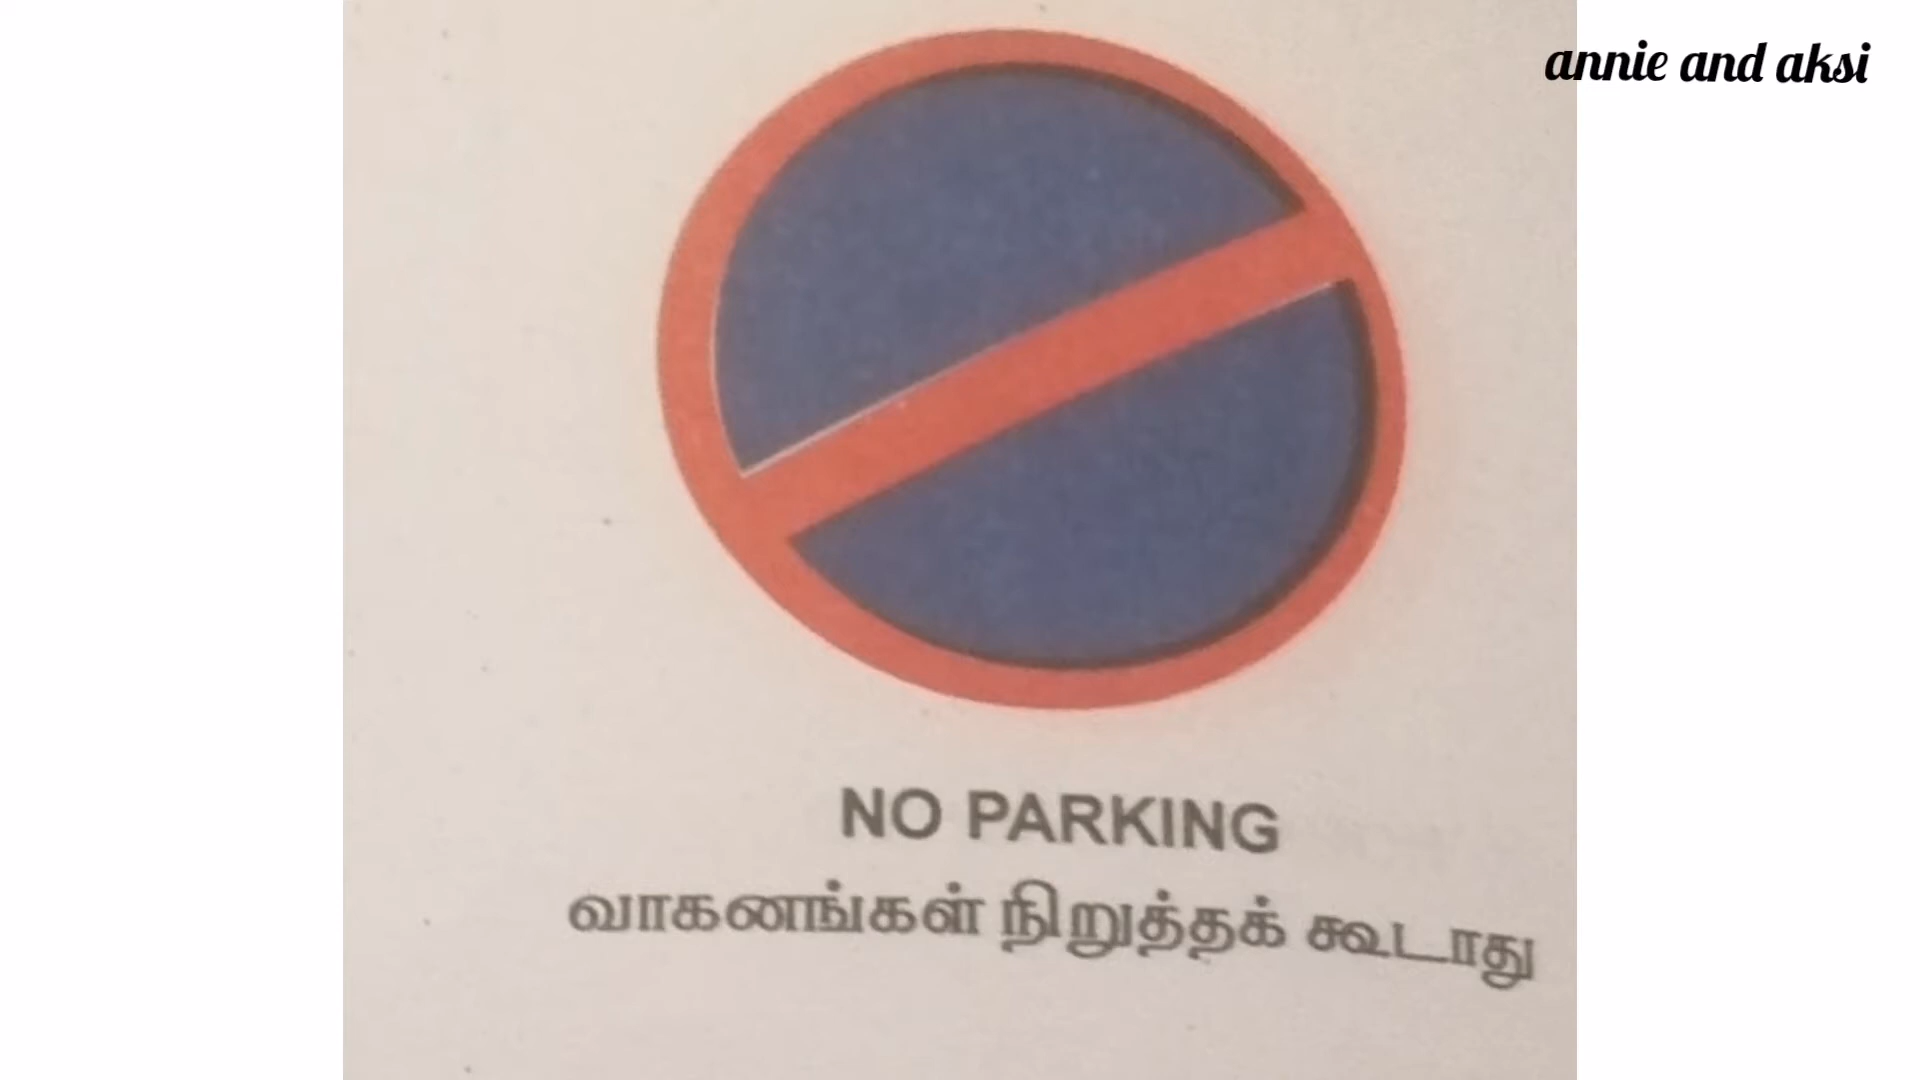 annie and aksi
NO PARKING
வாகனங்கள் நிறுத்தக் கூடாது